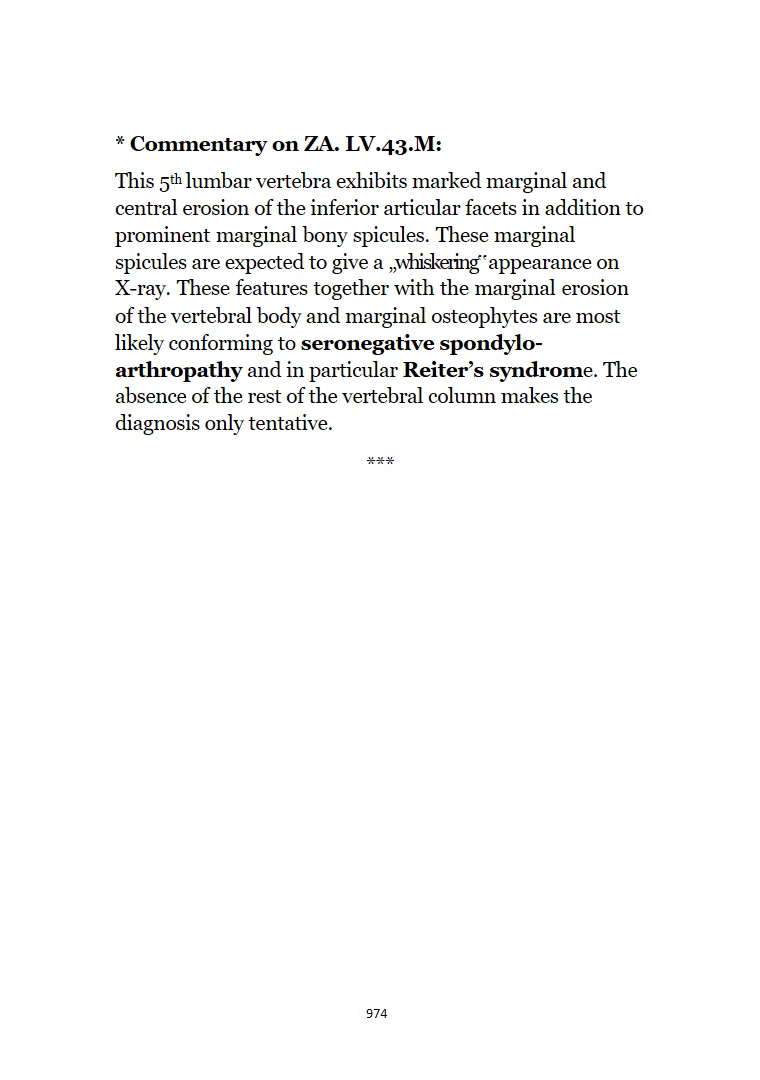 * Commentary on ZA. LV.43.M:
This 5th lumbar vertebra exhibits marked marginal and
central erosion of the inferior articular facets in addition to
prominent marginal bony spicules. These marginal
spicules are expected to give a „whiskering‟ appearance on
X-ray. These features together with the marginal erosion
of the vertebral body and marginal osteophytes are most
likely conforming to seronegative spondylo-
arthropathy and in particular Reiter’s syndrome. The
absence of the rest of the vertebral column makes the
diagnosis only tentative.
***
974